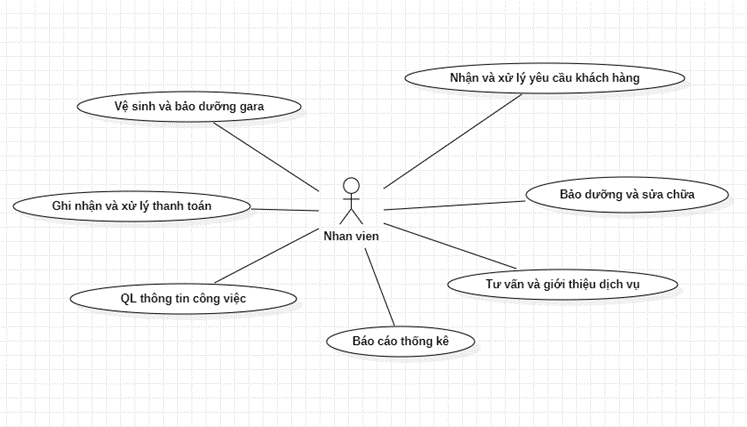 Nhận và xử lý yêu cầu khách hàng
Vệ sinh và bảo dưỡng gara
Bảo dưỡng và sửa chữa
Ghi nhận và xử lý thanh toán
Nhan vien
Tư vấn và giới thiệu dịch vụ
QL thông tin công việc
Báo cáo thống kê